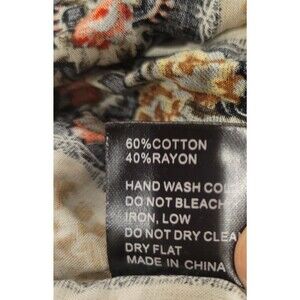 60%COTTON
40%RAYON
HAND WASH COL
DO NOT BLEACH
IRON, LOW
DO NOT DRY CLEA
DRY FLAT
MADE IN CHINA